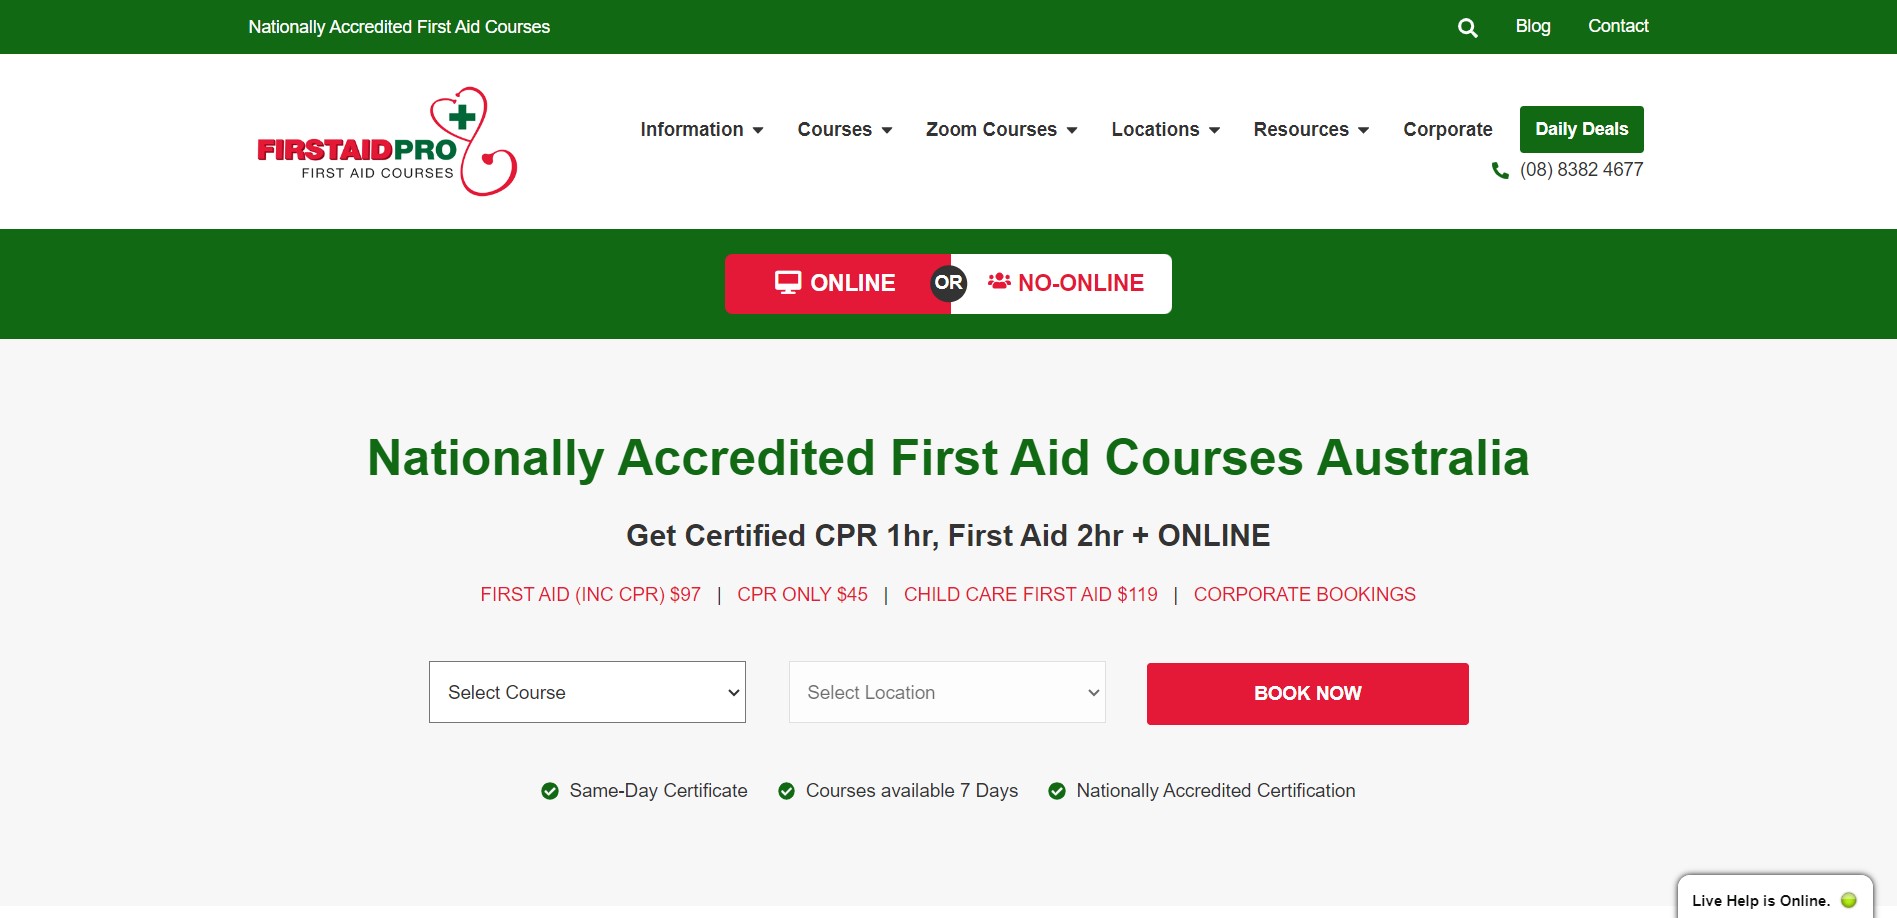 Nationally Accredited First Aid Courses
Blog
Contact
FIRSTAIDPRO
FIRST AID COURSES
Information
Courses
Zoom Courses
Locations
Resources
Corporate
Daily Deals
(08) 8382 4677
ONLINE
OR
NO-ONLINE
Nationally Accredited First Aid Courses Australia
Get Certified CPR 1hr, First Aid 2hr + ONLINE
FIRST AID (INC CPR) $97 | CPR ONLY $45 | CHILD CARE FIRST AID $119 | CORPORATE BOOKINGS
Select Course
Select Location
BOOK NOW
Same-Day Certificate
Courses available 7 Days
Nationally Accredited Certification
Live Help is Online.